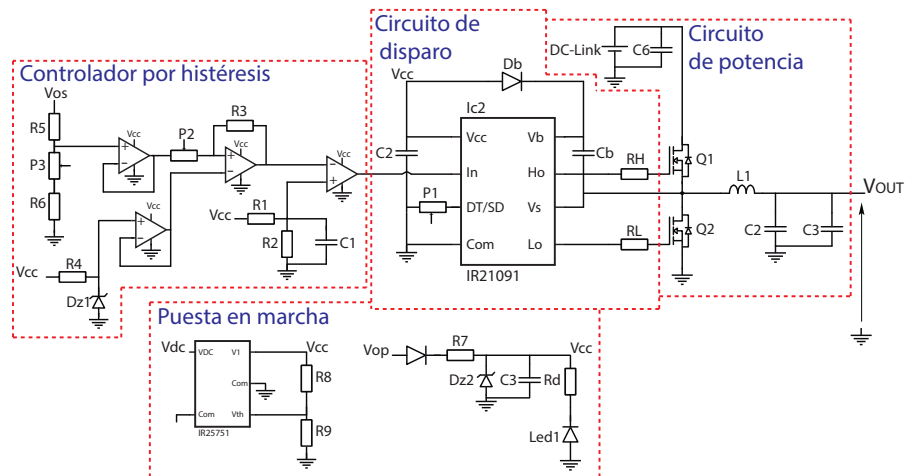 Circuito de
disparo
Circuito
de potencia
Controlador por histéresis
Puesta en marcha
DC-Link
C6
Vcc
Db
Ic2
Vcc
Vb
C2
Cb
In
Ho
RH
Q1
P1
DT/SD
Vs
L1
VOUT
Com
Lo
RL
Q2
C2
C3
IR21091
Vos
R5
P3
R6
Vcc
P2
R3
Vcc
Vcc
Vcc
Vcc
R1
R2
C1
R4
Vcc
Dz1
Vdc
VDC
V1
Vcc
Com
R8
Com
Vth
R9
IR25751
Vop
R7
Vcc
Dz2
C3
Rd
Led1